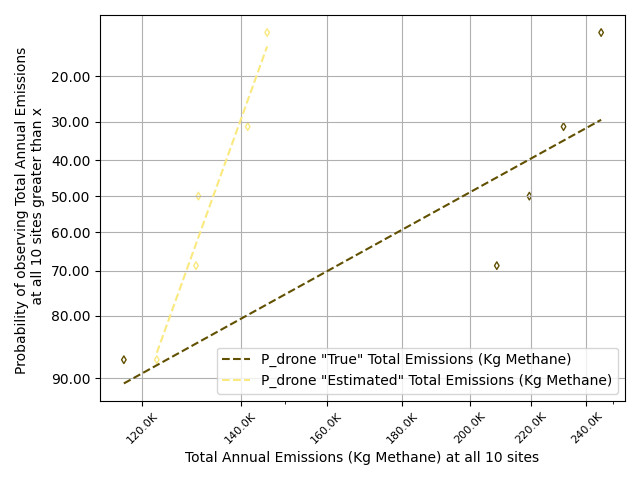 Probability of observing Total Annual Emissions
at all 10 sites greater than x
20.00
30.00
40.00
50.00
60.00
70.00
80.00
90.00
P_drone "True" Total Emissions (Kg Methane)
P_drone "Estimated" Total Emissions (Kg Methane)
120.0K
140.0K
160.0K
180.0K
200.0K
220.0K
240.0K
Total Annual Emissions (Kg Methane) at all 10 sites